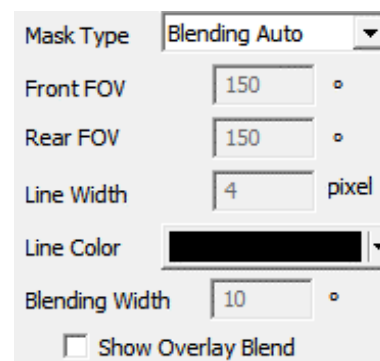 Mask Type Blending Auto
Front FOV 150 °
Rear FOV 150 °
Line Width 4 pixel
Line Color
Blending Width 10 °
Show Overlay Blend